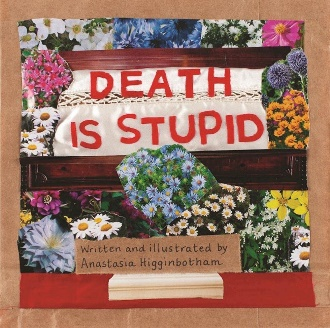 DEATH
IS STUPID
Written and illustrated by
Anastasia Higginbotham